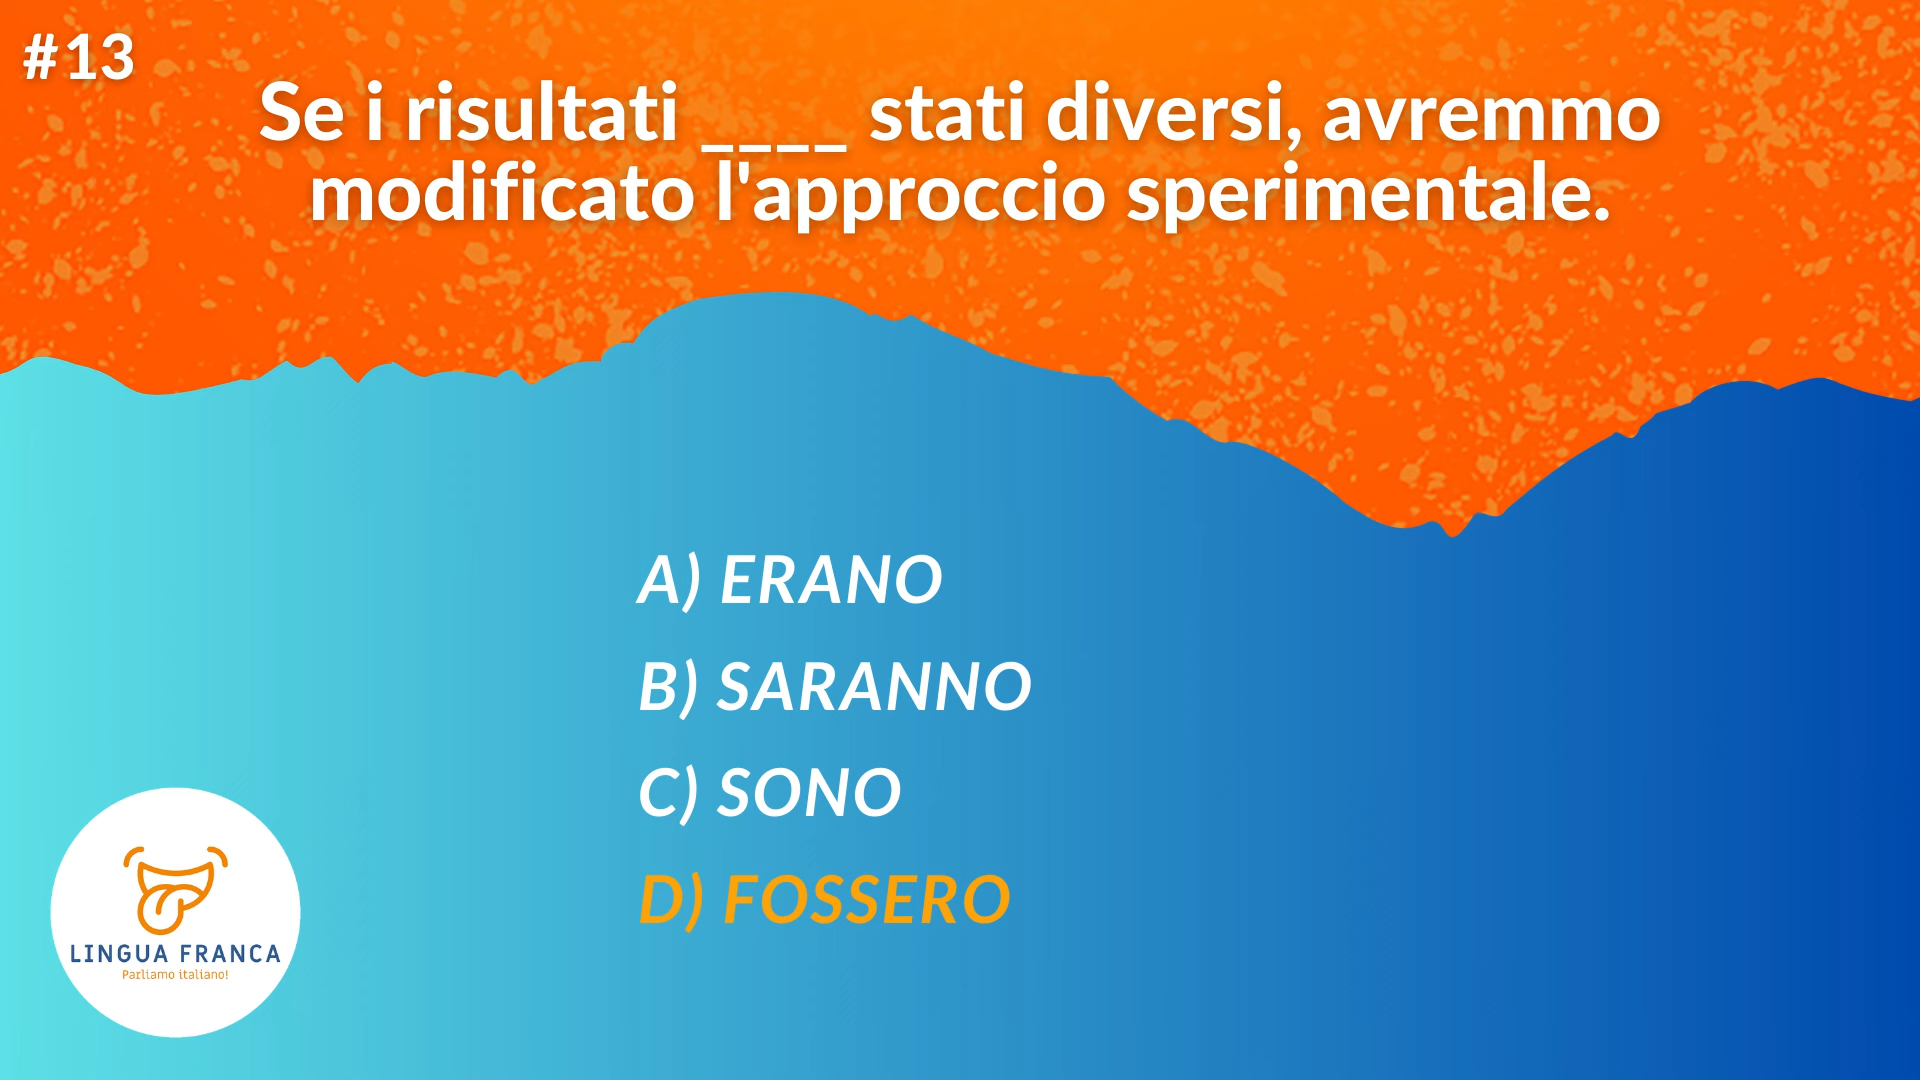 #13
Se i risultati ____ stati diversi, avremmo
modificato l'approccio sperimentale.
A) ERANO
B) SARANNO
C) SONO
D) FOSSERO
LINGUA FRANCA
Parliamo italiano!